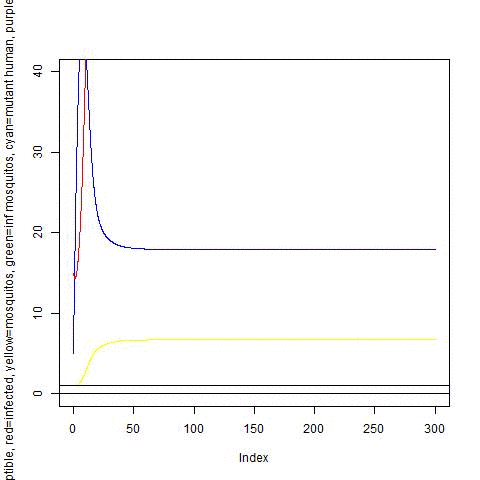 ptible, red=infected, yellow=mosquitos, green=inf mosquitos, cyan=mutant human, purple
40
30
20
10
0
0 50 100 150 200 250 300
Index